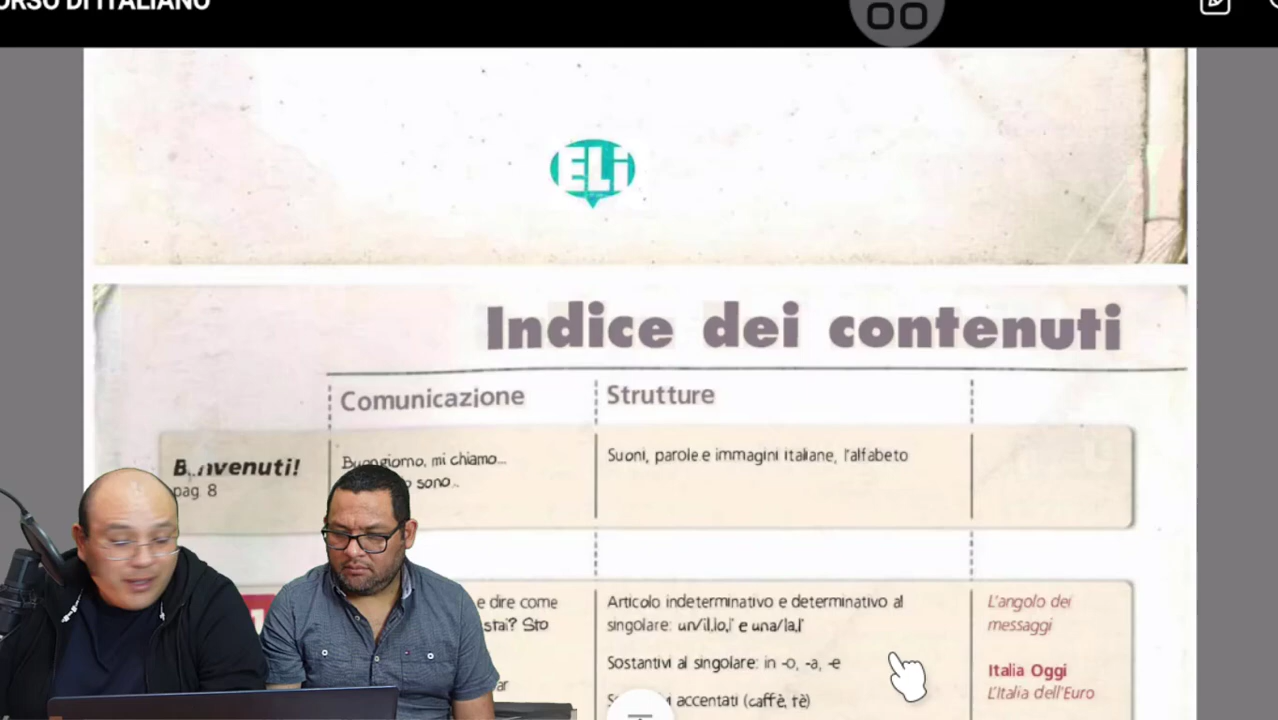 CORSO DI ITALIANO
ELi
Indice dei contenuti
Comunicazione
Strutture
Benvenuti!
pag 8
Buongiorno, mi chiamo...
sono...
Suoni, parole e immagini italiane, l'alfabeto
e dire come
stai? Sto
Articolo indeterminativo e determinativo al
singolare: un/il,lo,l' e una/la,l'
Sostantivi al singolare: in -o, -a, -e
accentati (caffè, tè)
L'angolo dei
messaggi
Italia Oggi
L'Italia dell'Euro